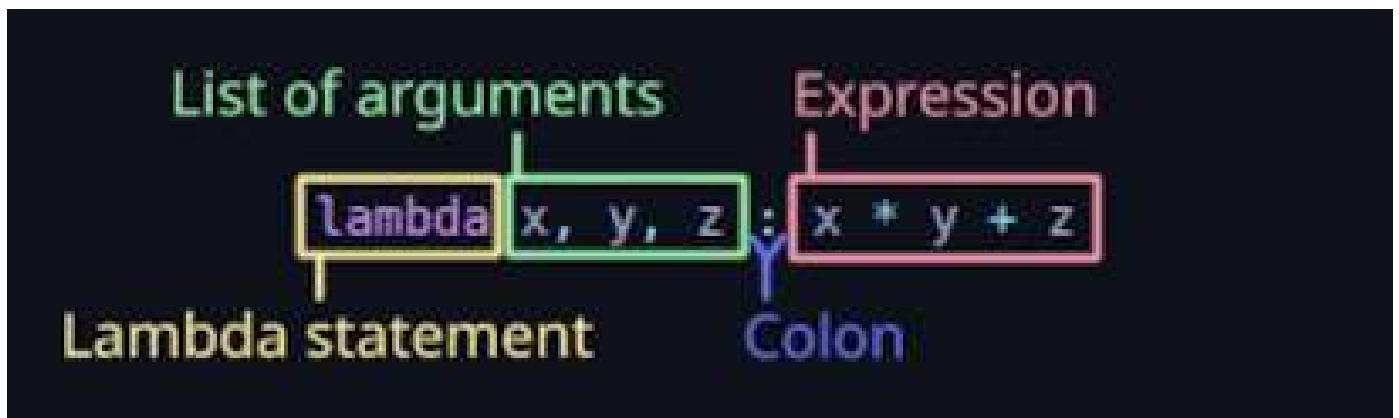 List of arguments
Expression
lambda x, y, z : x * y + z
Lambda statement
Colon